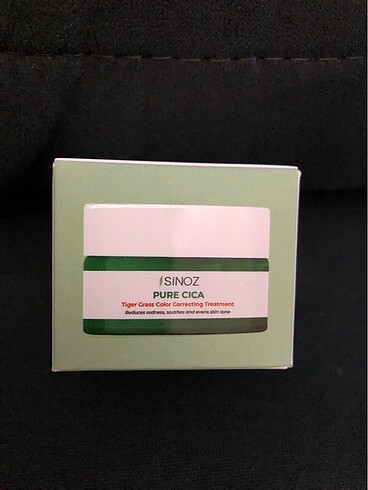 SiNOZ
PURE CICA
Tiger Grass Color Correcting Treatment
Reduces redness, soothes and evens skin tone